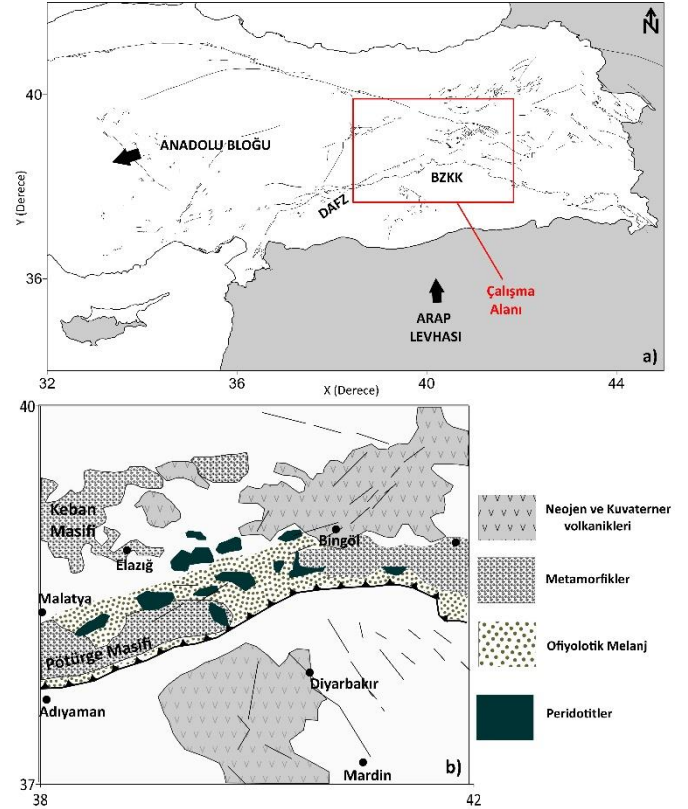 N
40
ANADOLU BLOĞU
BZKK
DAFZ
Y (Derece)
36
Çalışma
Alanı
ARAP
LEVHASI
a)
32
36
40
44
X (Derece)
40
Keban
Masifi
Bingöl
Elazığ
Malatya
Pötürge Masifi
Diyarbakır
Adıyaman
Mardin
b)
37
38
42
Neojen ve Kuvaterner
volkanikleri
Metamorfikler
Ofiyolotik Melanj
Peridotitler